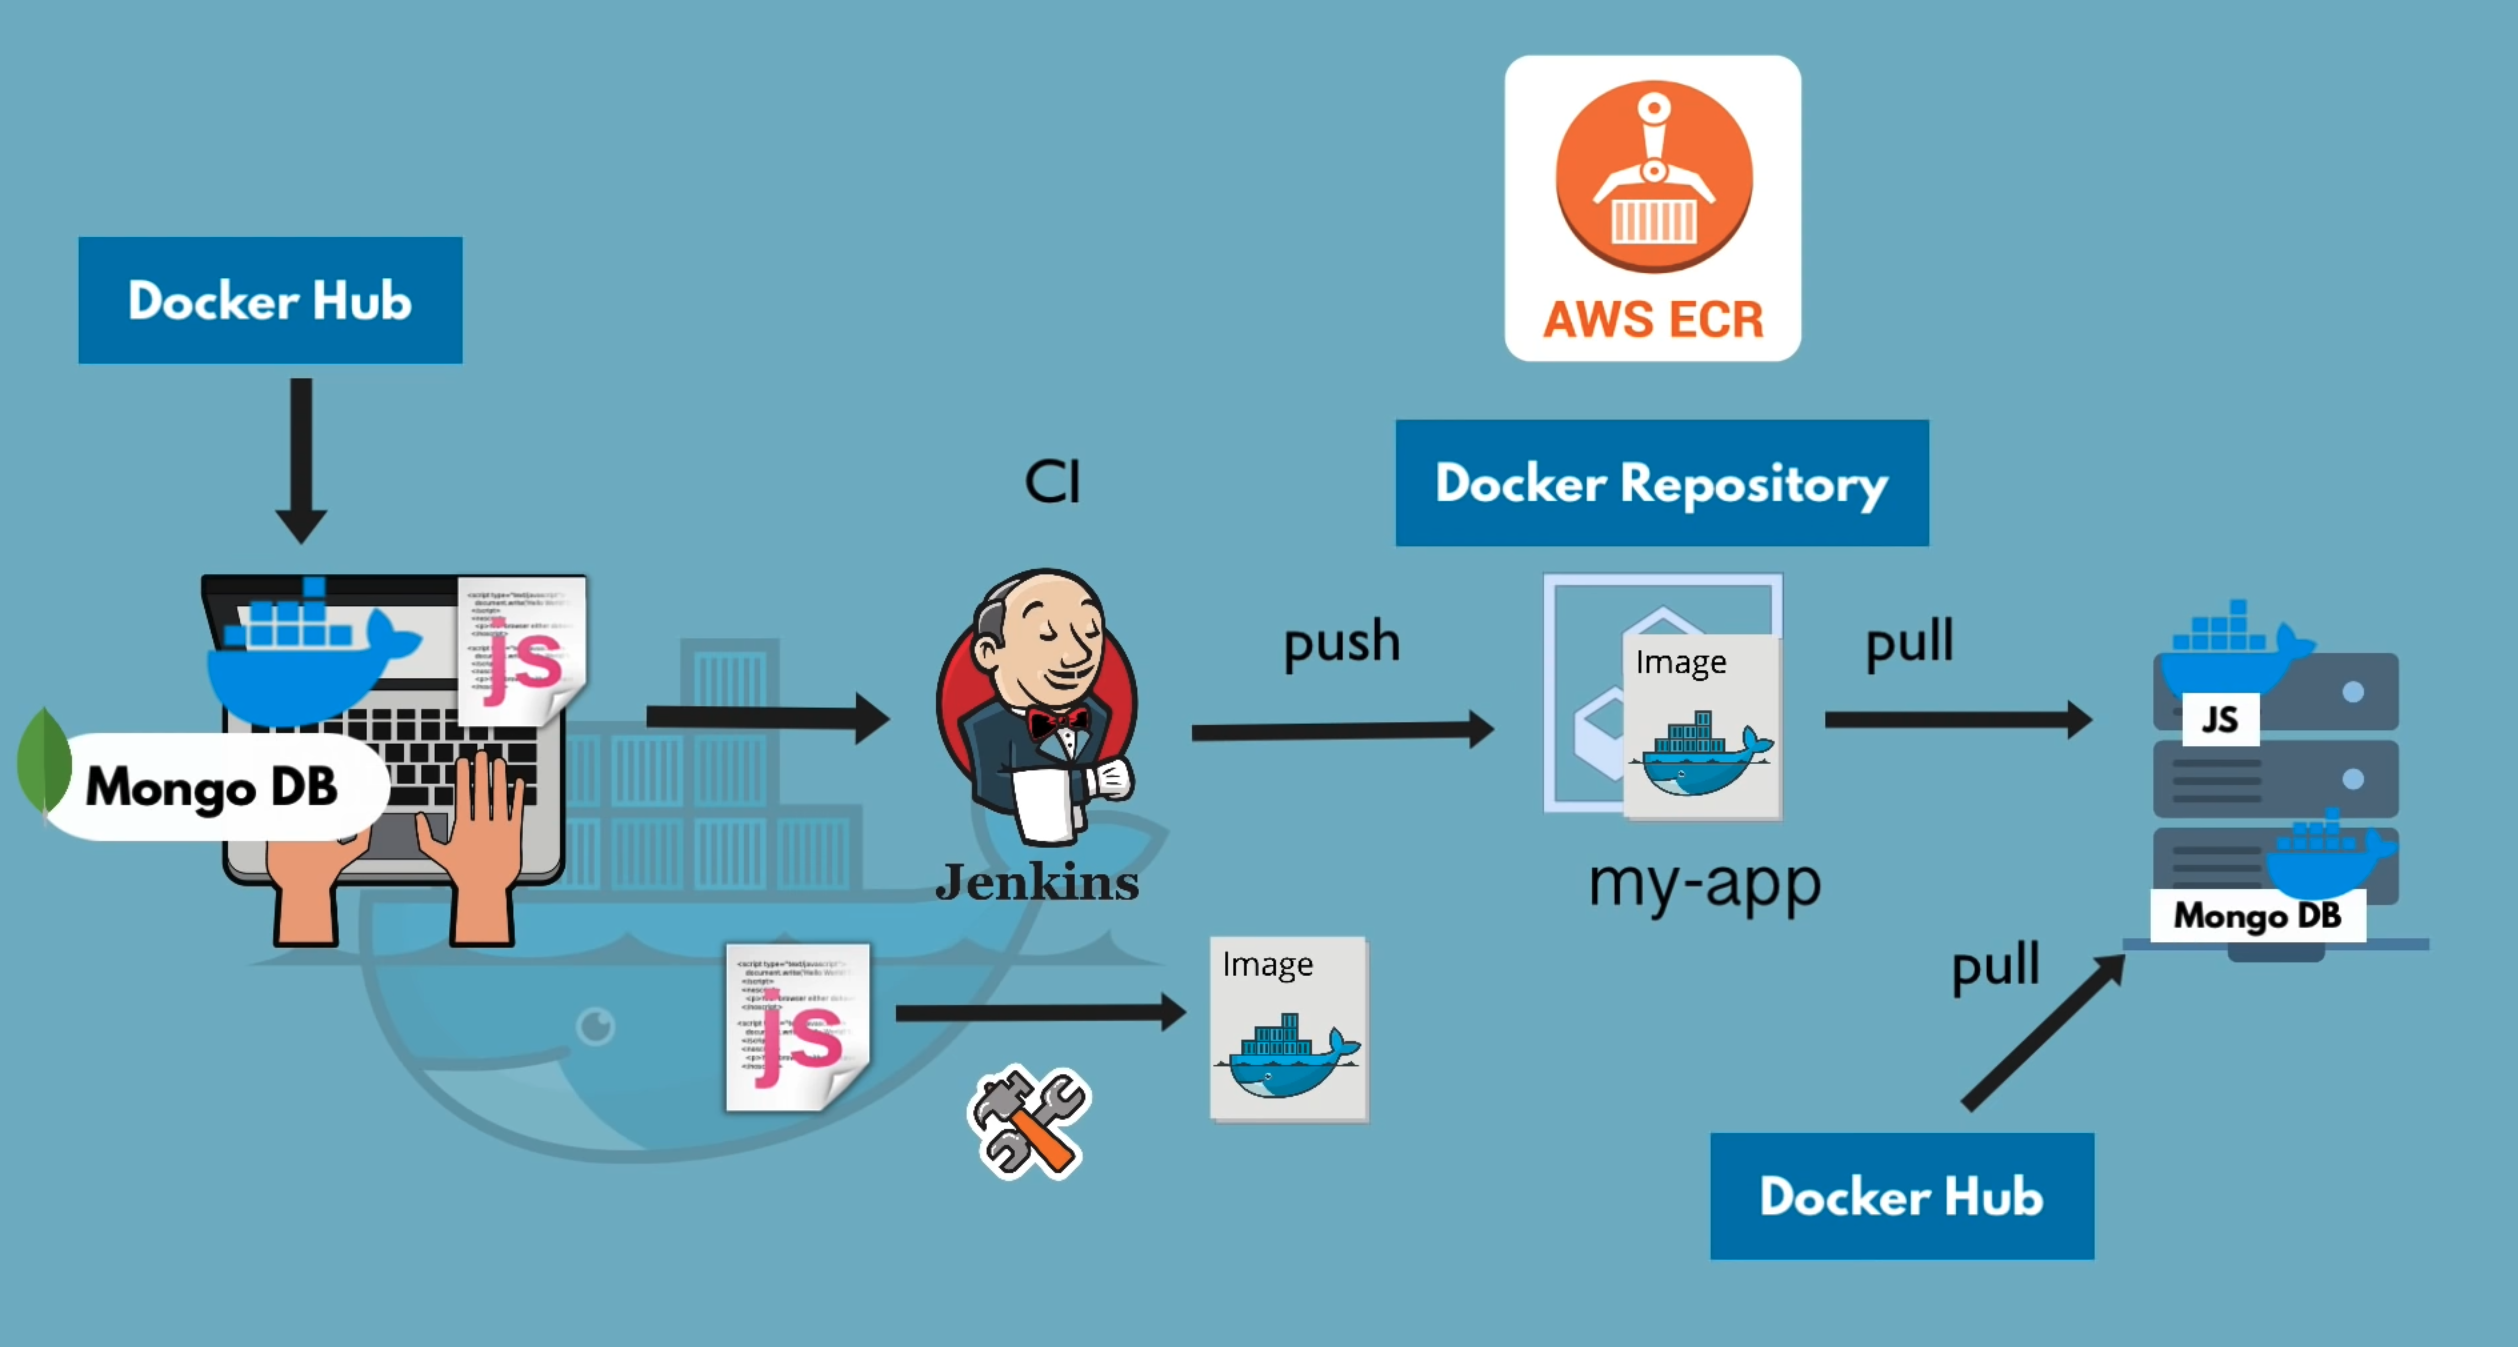 AWS ECR
Docker Hub
Docker Repository
CI
js
Mongo DB
Jenkins
push
Image
my-app
pull
JS
Mongo DB
js
Image
pull
Docker Hub